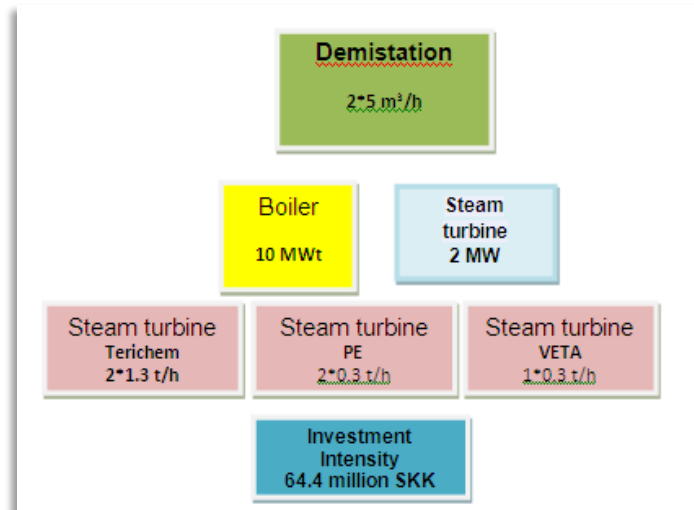 Demistation
2*5 m³/h
Boiler
10 MWt
Steam
turbine
2 MW
Steam turbine
Terichem
2*1.3 t/h
Steam turbine
PE
2*0.3 t/h
Steam turbine
VETA
1*0.3 t/h
Investment
Intensity
64.4 million SKK